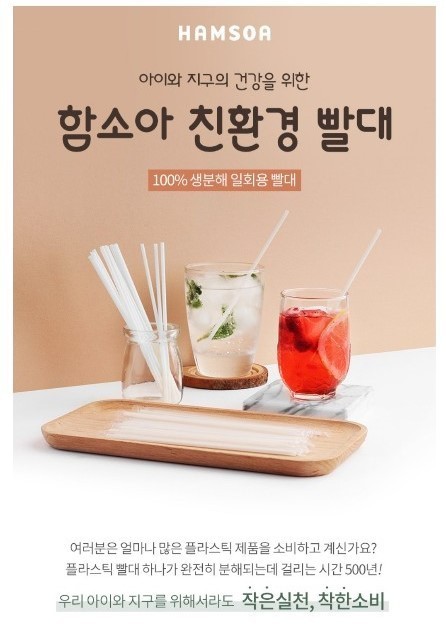 HAMSOA
아이와 지구의 건강을 위한
함소아 친환경 빨대
100% 생분해 일회용 빨대
여러분은 얼마나 많은 플라스틱 제품을 소비하고 계신가요?
플라스틱 빨대 하나가 완전히 분해되는데 걸리는 시간 500년!
우리 아이와 지구를 위해서라도 작은실천, 착한소비